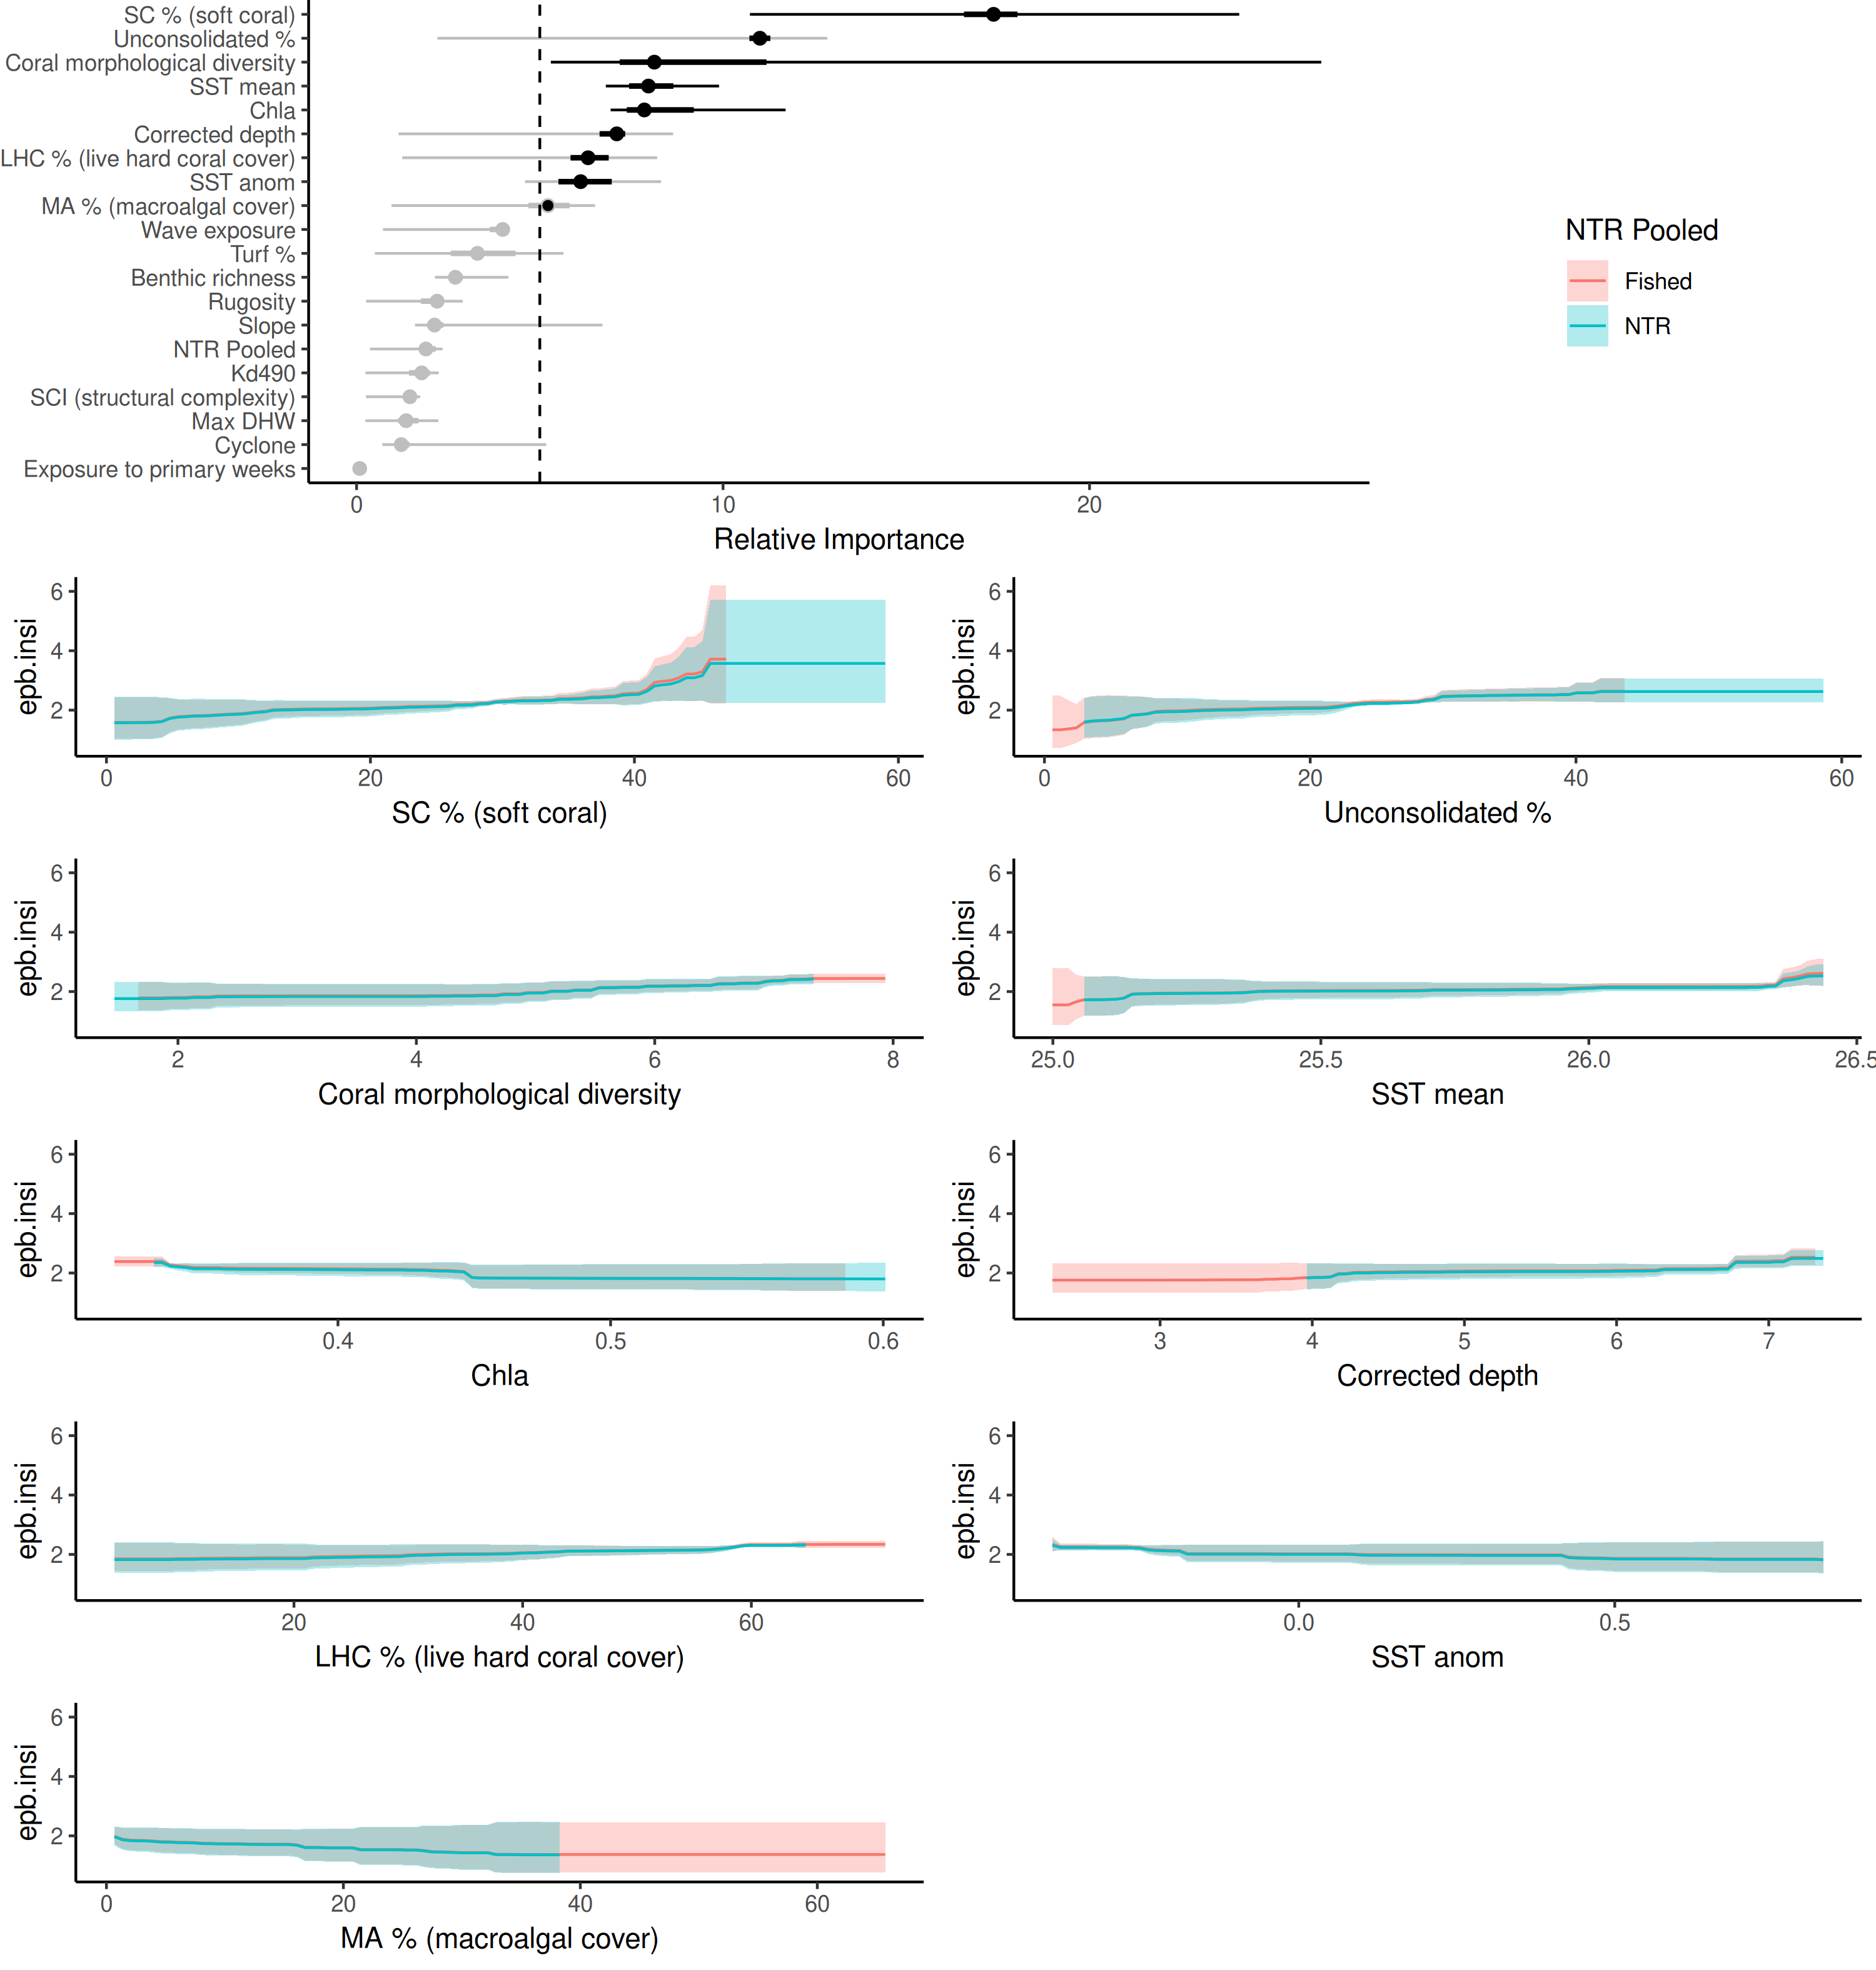 SC % (soft coral)
Unconsolidated %
Coral morphological diversity
SST mean
Chla
Corrected depth
LHC % (live hard coral cover)
SST anom
MA % (macroalgal cover)
Wave exposure
Turf %
Benthic richness
Rugosity
Slope
NTR Pooled
Kd490
SCI (structural complexity)
Max DHW
Cyclone
Exposure to primary weeks
0 10 20
Relative Importance
NTR Pooled
Fished
NTR
epb.insi
6
4
2
0 20 40 60
SC % (soft coral)
epb.insi
6
4
2
0 20 40 60
Unconsolidated %
epb.insi
6
4
2
2 4 6 8
Coral morphological diversity
epb.insi
6
4
2
25.0 25.5 26.0 26.5
SST mean
epb.insi
6
4
2
0.4 0.5 0.6
Chla
epb.insi
6
4
2
3 4 5 6 7
Corrected depth
epb.insi
6
4
2
20 40 60
LHC % (live hard coral cover)
epb.insi
6
4
2
0.0 0.5
SST anom
epb.insi
6
4
2
0 20 40 60
MA % (macroalgal cover)